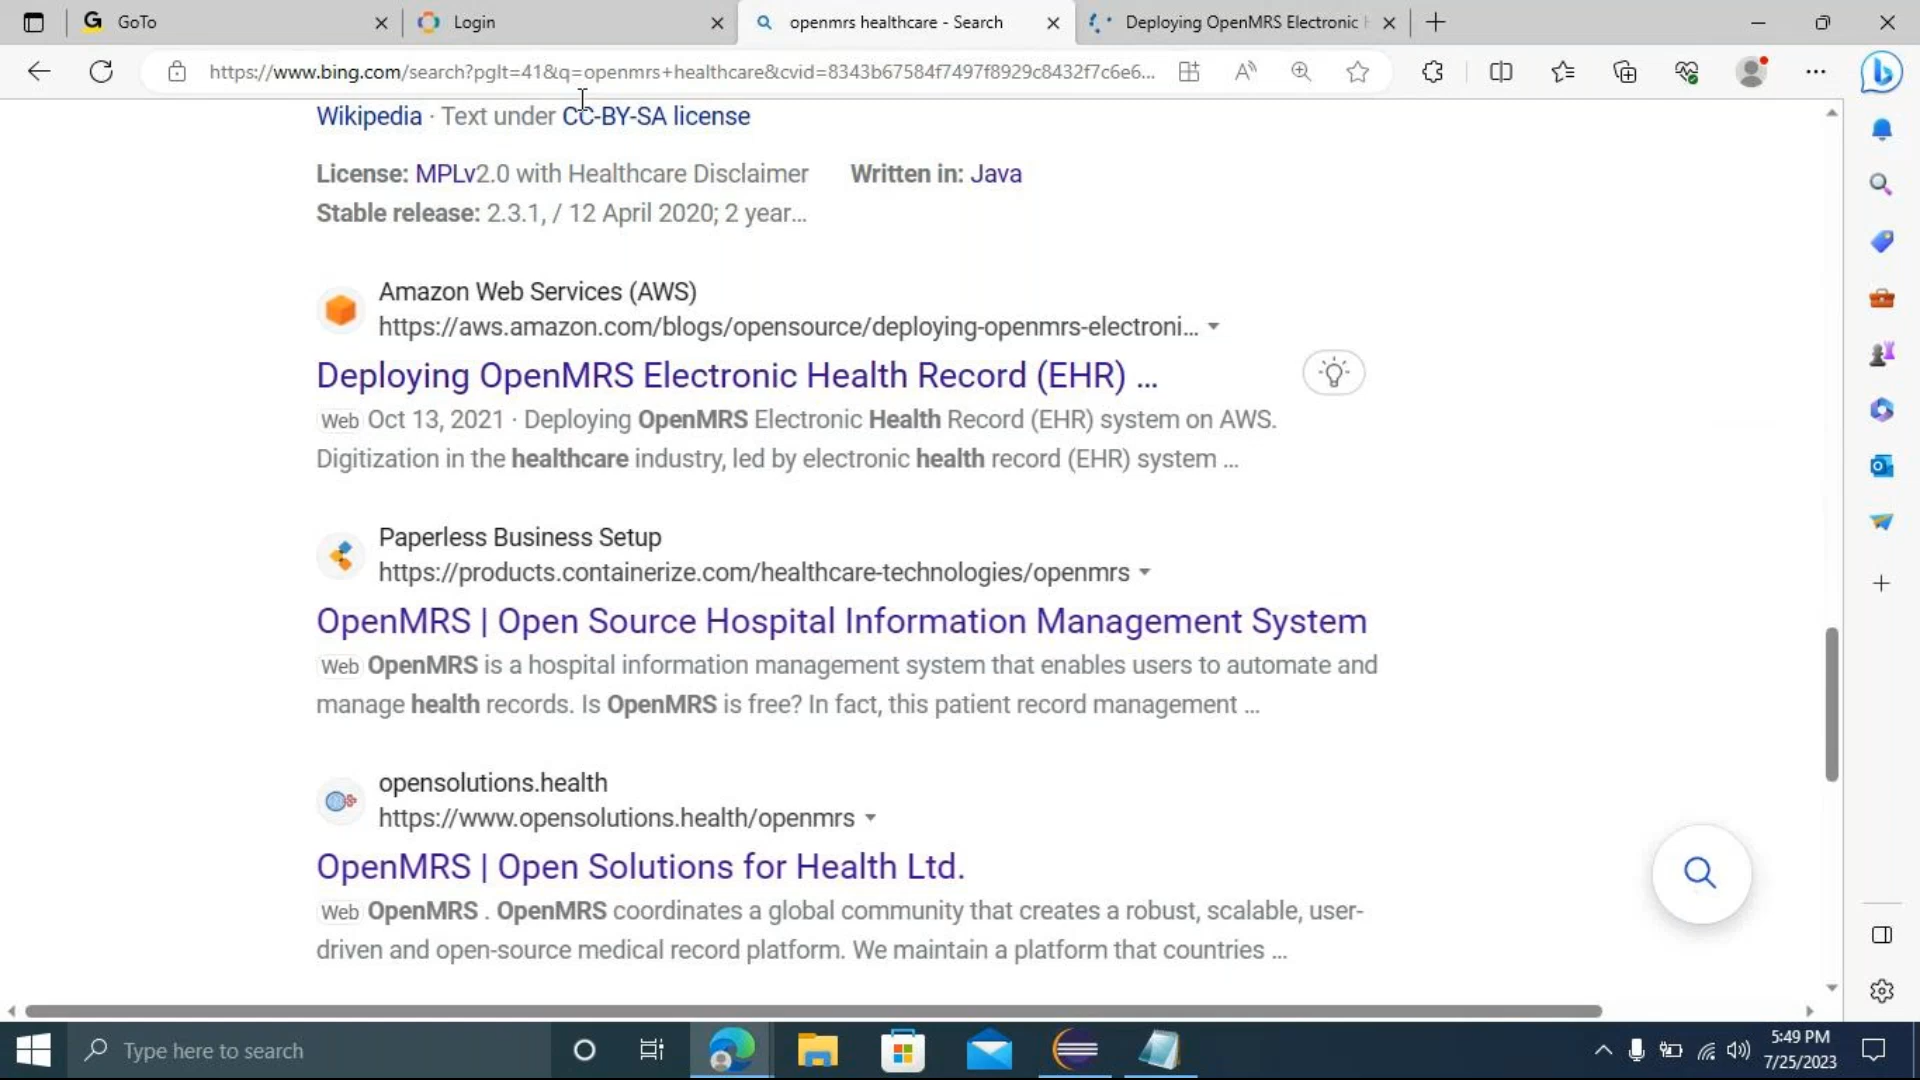 GoTo
Login
openmrs healthcare - Search
Deploying OpenMRS Electronic H
https://www.bing.com/search?pglt=41&q=openmrs+healthcare&cvid=8343b67584f7497f8929c8432f7c6e6...
Wikipedia · Text under CC-BY-SA license
License: MPLv2.0 with Healthcare Disclaimer Written in: Java
Stable release: 2.3.1, / 12 April 2020; 2 year...
Amazon Web Services (AWS)
https://aws.amazon.com/blogs/opensource/deploying-openmrs-electroni...
Deploying OpenMRS Electronic Health Record (EHR) ...
Web Oct 13, 2021 · Deploying OpenMRS Electronic Health Record (EHR) system on AWS.
Digitization in the healthcare industry, led by electronic health record (EHR) system ...
Paperless Business Setup
https://products.containerize.com/healthcare-technologies/openmrs
OpenMRS | Open Source Hospital Information Management System
Web OpenMRS is a hospital information management system that enables users to automate and
manage health records. Is OpenMRS is free? In fact, this patient record management ...
opensolutions.health
https://www.opensolutions.health/openmrs
OpenMRS | Open Solutions for Health Ltd.
Web OpenMRS . OpenMRS coordinates a global community that creates a robust, scalable, user-
driven and open-source medical record platform. We maintain a platform that countries ...
Type here to search
5:49 PM
7/25/2023